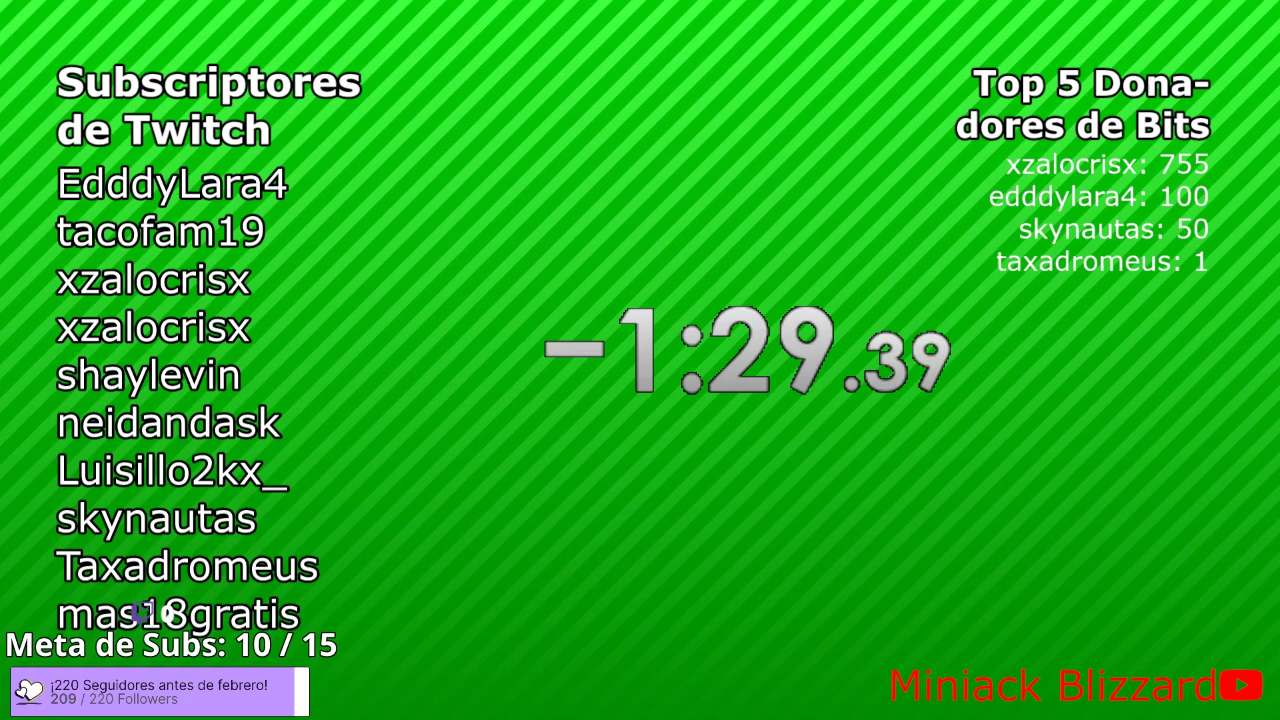 Subscriptores
de Twitch
EdddyLara4
tacofam19
xzalocrisx
xzalocrisx
shaylevin
neidandask
Luisillo2kx_
skynautas
Taxadromeus
mas18gratis
Meta de Subs: 10 / 15
¡220 Seguidores antes de febrero!
209 / 220 Followers
Top 5 Dona-
dores de Bits
xzalocrisx: 755
edddylara4: 100
skynautas: 50
taxadromeus: 1
-1:29.39
Miniack Blizzard